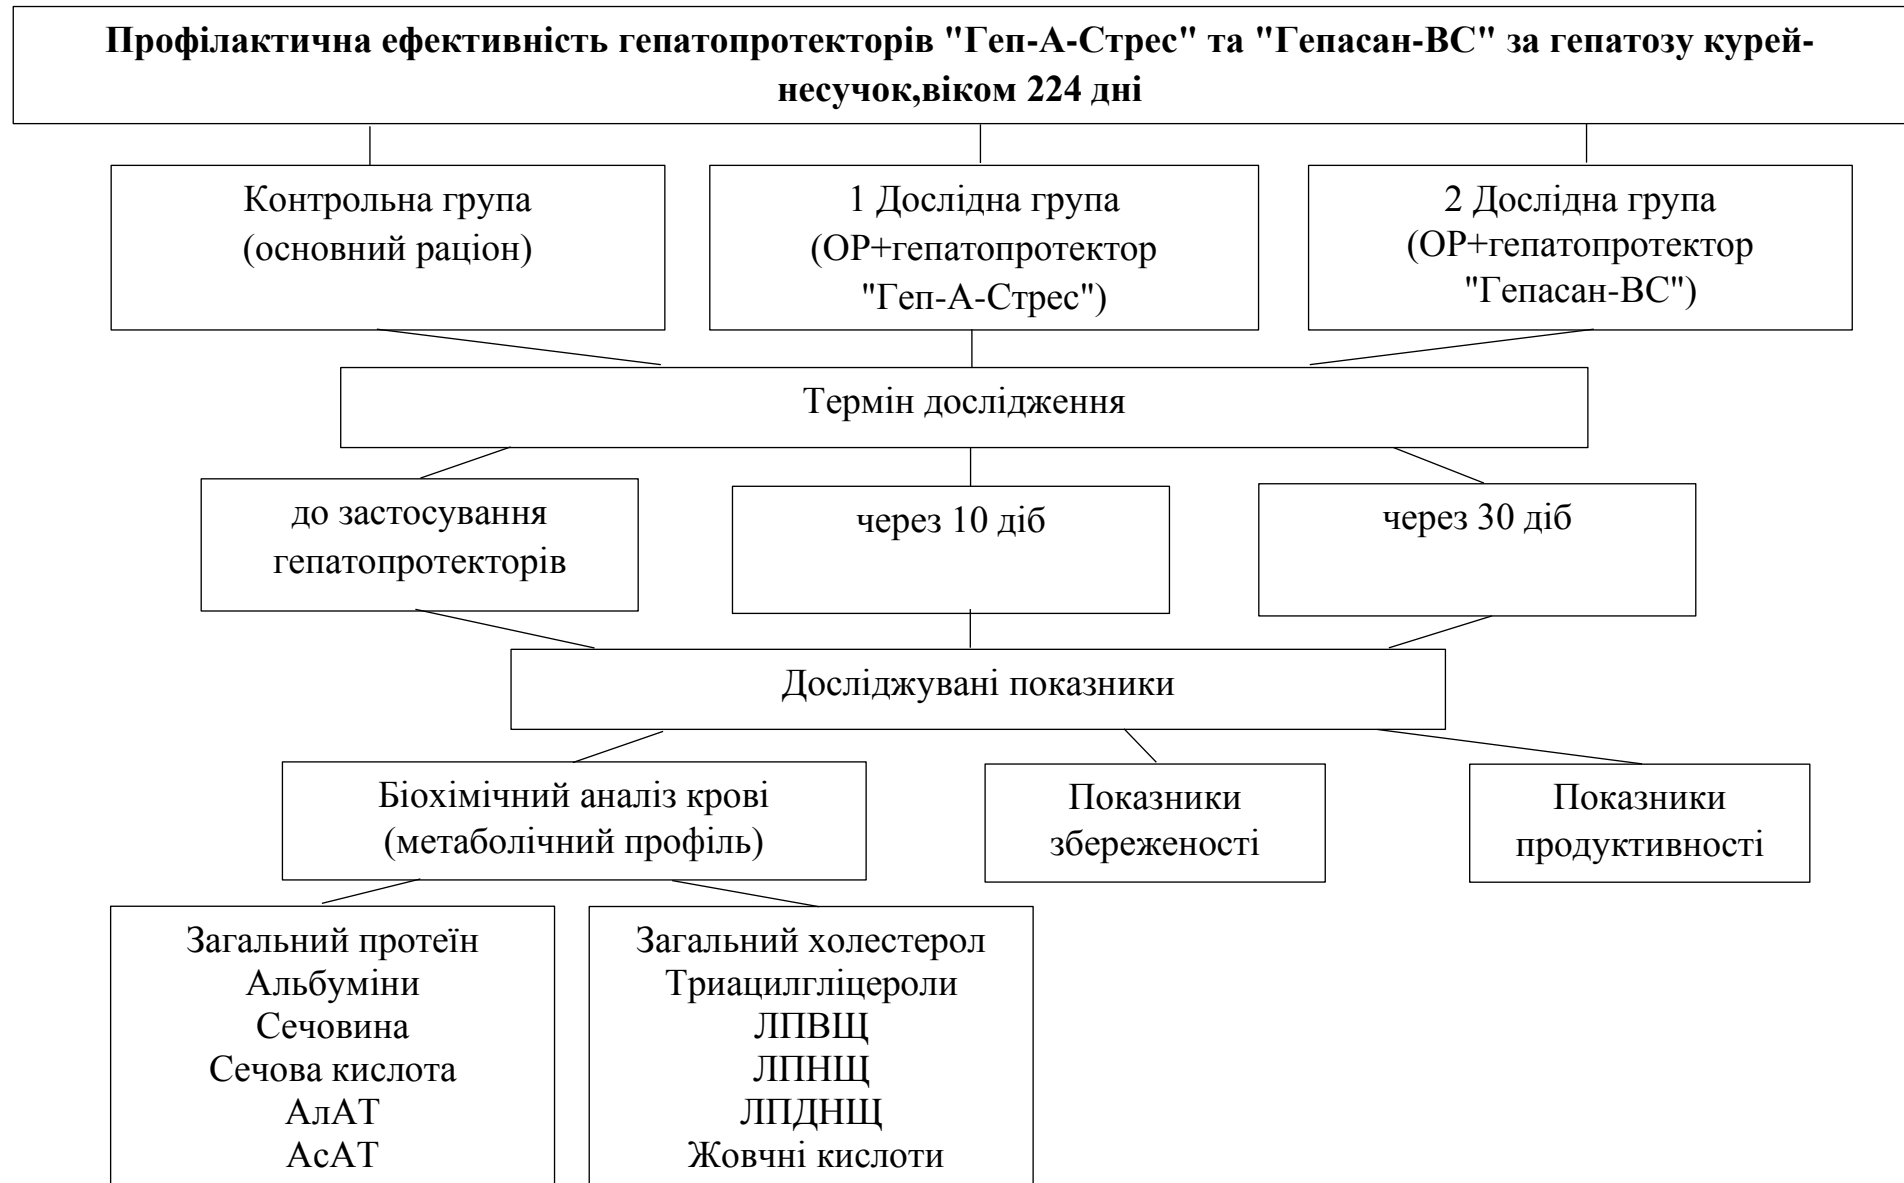 Профілактична ефективність гепатопротекторів "Геп-А-Стрес" та "Гепасан-ВС" за гепатозу курей-
несучок,віком 224 дні
Контрольна група
(основний раціон)
1 Дослідна група
(ОР+гепатопротектор
"Геп-А-Стрес")
2 Дослідна група
(ОР+гепатопротектор
"Гепасан-ВС")
Термін дослідження
до застосування
гепатопротекторів
через 10 діб
через 30 діб
Досліджувані показники
Біохімічний аналіз крові
(метаболічний профіль)
Показники
збереженості
Показники
продуктивності
Загальний протеїн
Альбуміни
Сечовина
Сечова кислота
АлАТ
АсАТ
Загальний холестерол
Триацилгліцероли
ЛПВЩ
ЛПНЩ
ЛПДНЩ
Жовчні кислоти